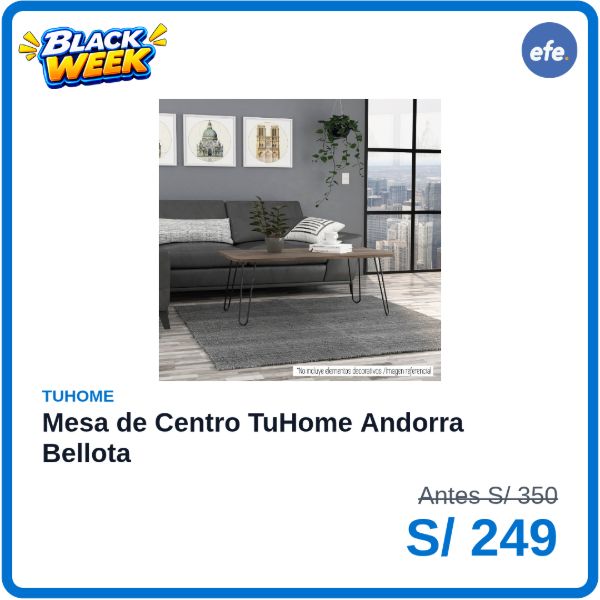 BLACK
WEEK
efe.
*No incluye elementos decorativos /Imagen referencial
TUHOME
Mesa de Centro TuHome Andorra
Bellota
Antes S/ 350
S/ 249